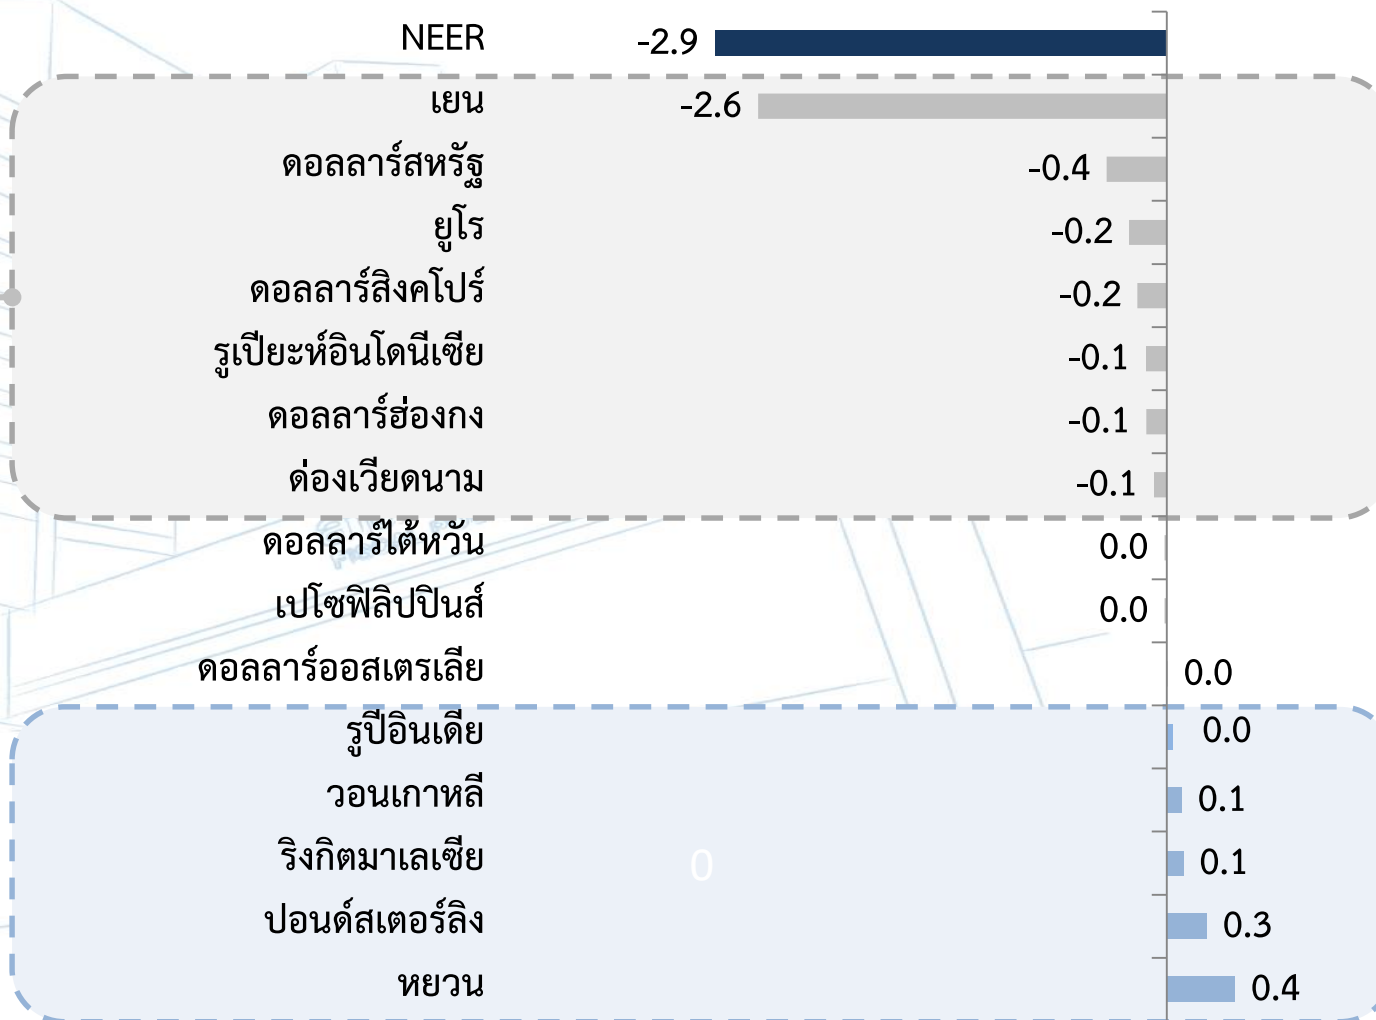 NEER -2.9
เยน -2.6
ดอลลาร์สหรัฐ -0.4
ยูโร -0.2
ดอลลาร์สิงคโปร์ -0.2
รูเปียะห์อินโดนีเซีย -0.1
ดอลลาร์ฮ่องกง -0.1
ด่องเวียดนาม -0.1
ดอลลาร์ไต้หวัน 0.0
เปโซฟิลิปปินส์ 0.0
ดอลลาร์ออสเตรเลีย 0.0
รูปีอินเดีย 0.0
วอนเกาหลี 0.1
ริงกิตมาเลเซีย 0 0.1
ปอนด์สเตอร์ลิง 0.3
หยวน 0.4